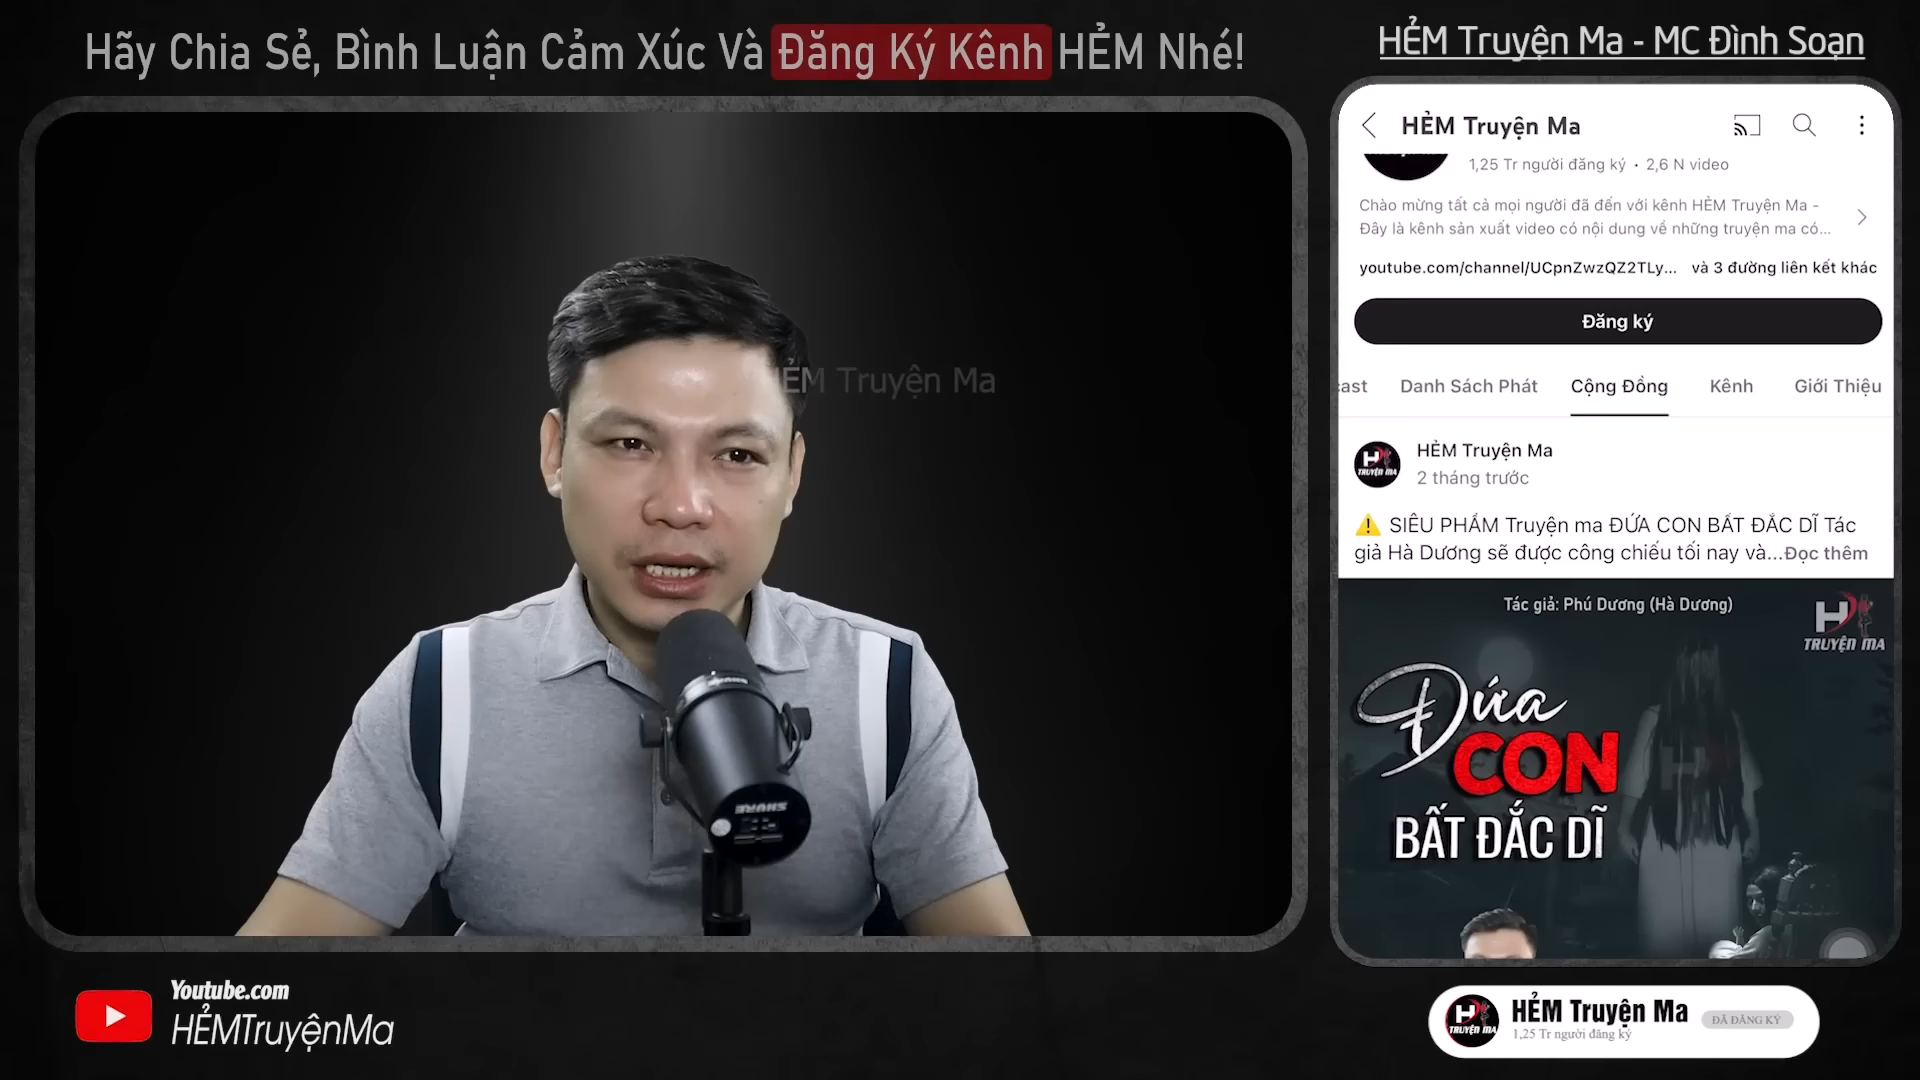 Hãy Chia Sẻ, Bình Luận Cảm Xúc Và Đăng Ký Kênh HẺM Nhé!
HẺM Truyện Ma - MC Đình Soạn
HẺM Truyện Ma
1,25 Tr người đăng ký • 2,6 N video
Chào mừng tất cả mọi người đã đến với kênh HẺM Truyện Ma -
Đây là kênh sản xuất video có nội dung về những truyện ma có...
youtube.com/channel/UCpnZwzQZ2TLy... và 3 đường liên kết khác
Đăng ký
cast Danh Sách Phát Cộng Đồng Kênh Giới Thiệu
HẺM Truyện Ma
2 tháng trước
⚠️ SIÊU PHẨM Truyện ma ĐỨA CON BẤT ĐẮC DĨ Tác
giả Hà Dương sẽ được công chiếu tối nay và...Đọc thêm
Tác giả: Phú Dương (Hà Dương)
H
TRUYỆN MA
Đứa
CON
BẤT ĐẮC DĨ
HẺM Truyện Ma
SHURE
Youtube.com
HẺMTruyệnMa
H
TRUYỆN MA
HẺM Truyện Ma
1,25 Tr người đăng ký
ĐÃ ĐĂNG KÝ